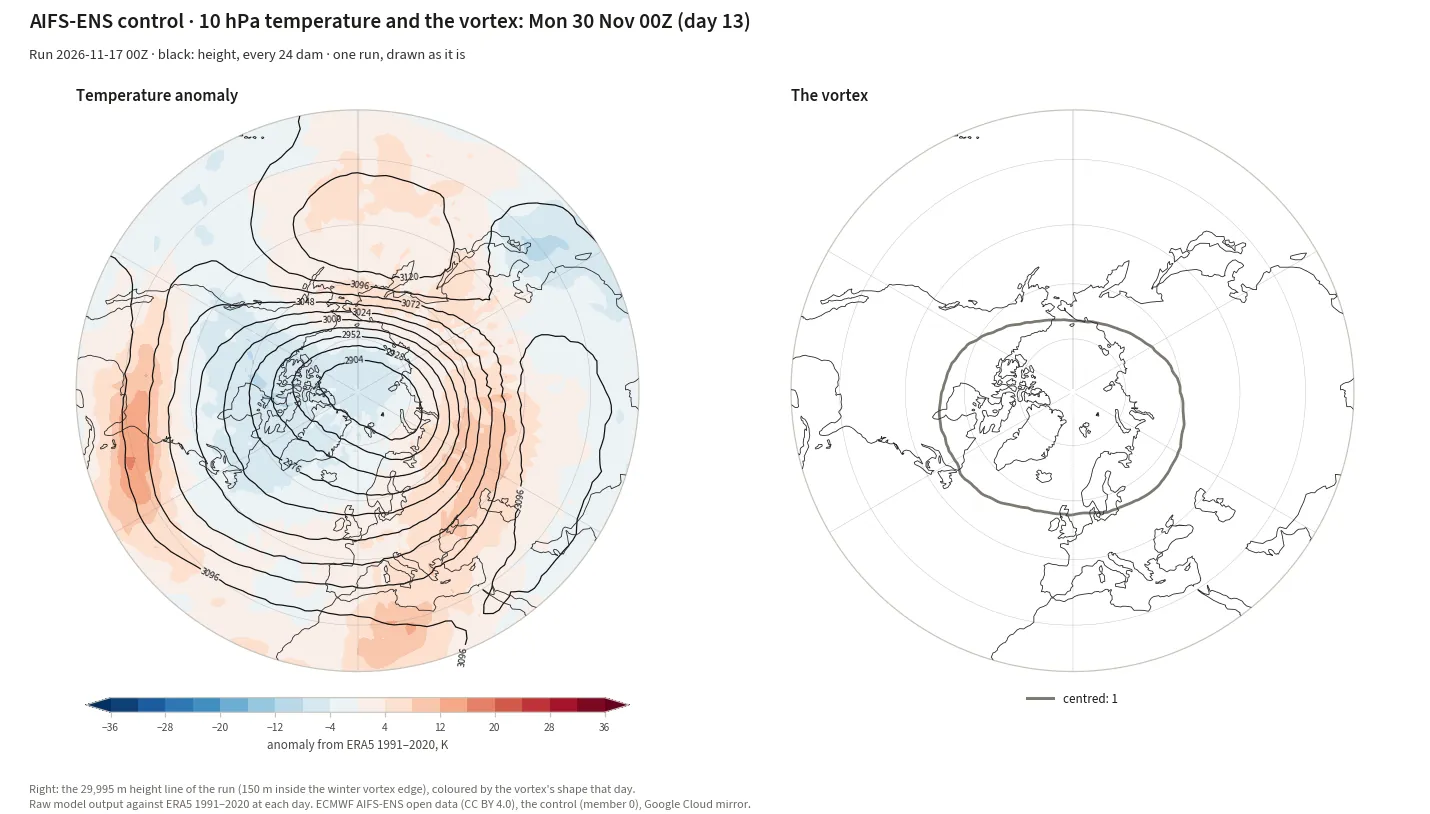 AIFS-ENS control · 10 hPa temperature and the vortex: Mon 30 Nov 00Z (day 13)
Run 2026-11-17 00Z · black: height, every 24 dam · one run, drawn as it is
Temperature anomaly
The vortex
3120
3096
3048
3072
3024
3000
2952
2928
2904
2976
3096
3096
3096
−36 −28 −20 −12 −4 4 12 20 28 36
anomaly from ERA5 1991–2020, K
centred: 1
Right: the 29,995 m height line of the run (150 m inside the winter vortex edge), coloured by the vortex's shape that day.
Raw model output against ERA5 1991–2020 at each day. ECMWF AIFS-ENS open data (CC BY 4.0), the control (member 0), Google Cloud mirror.